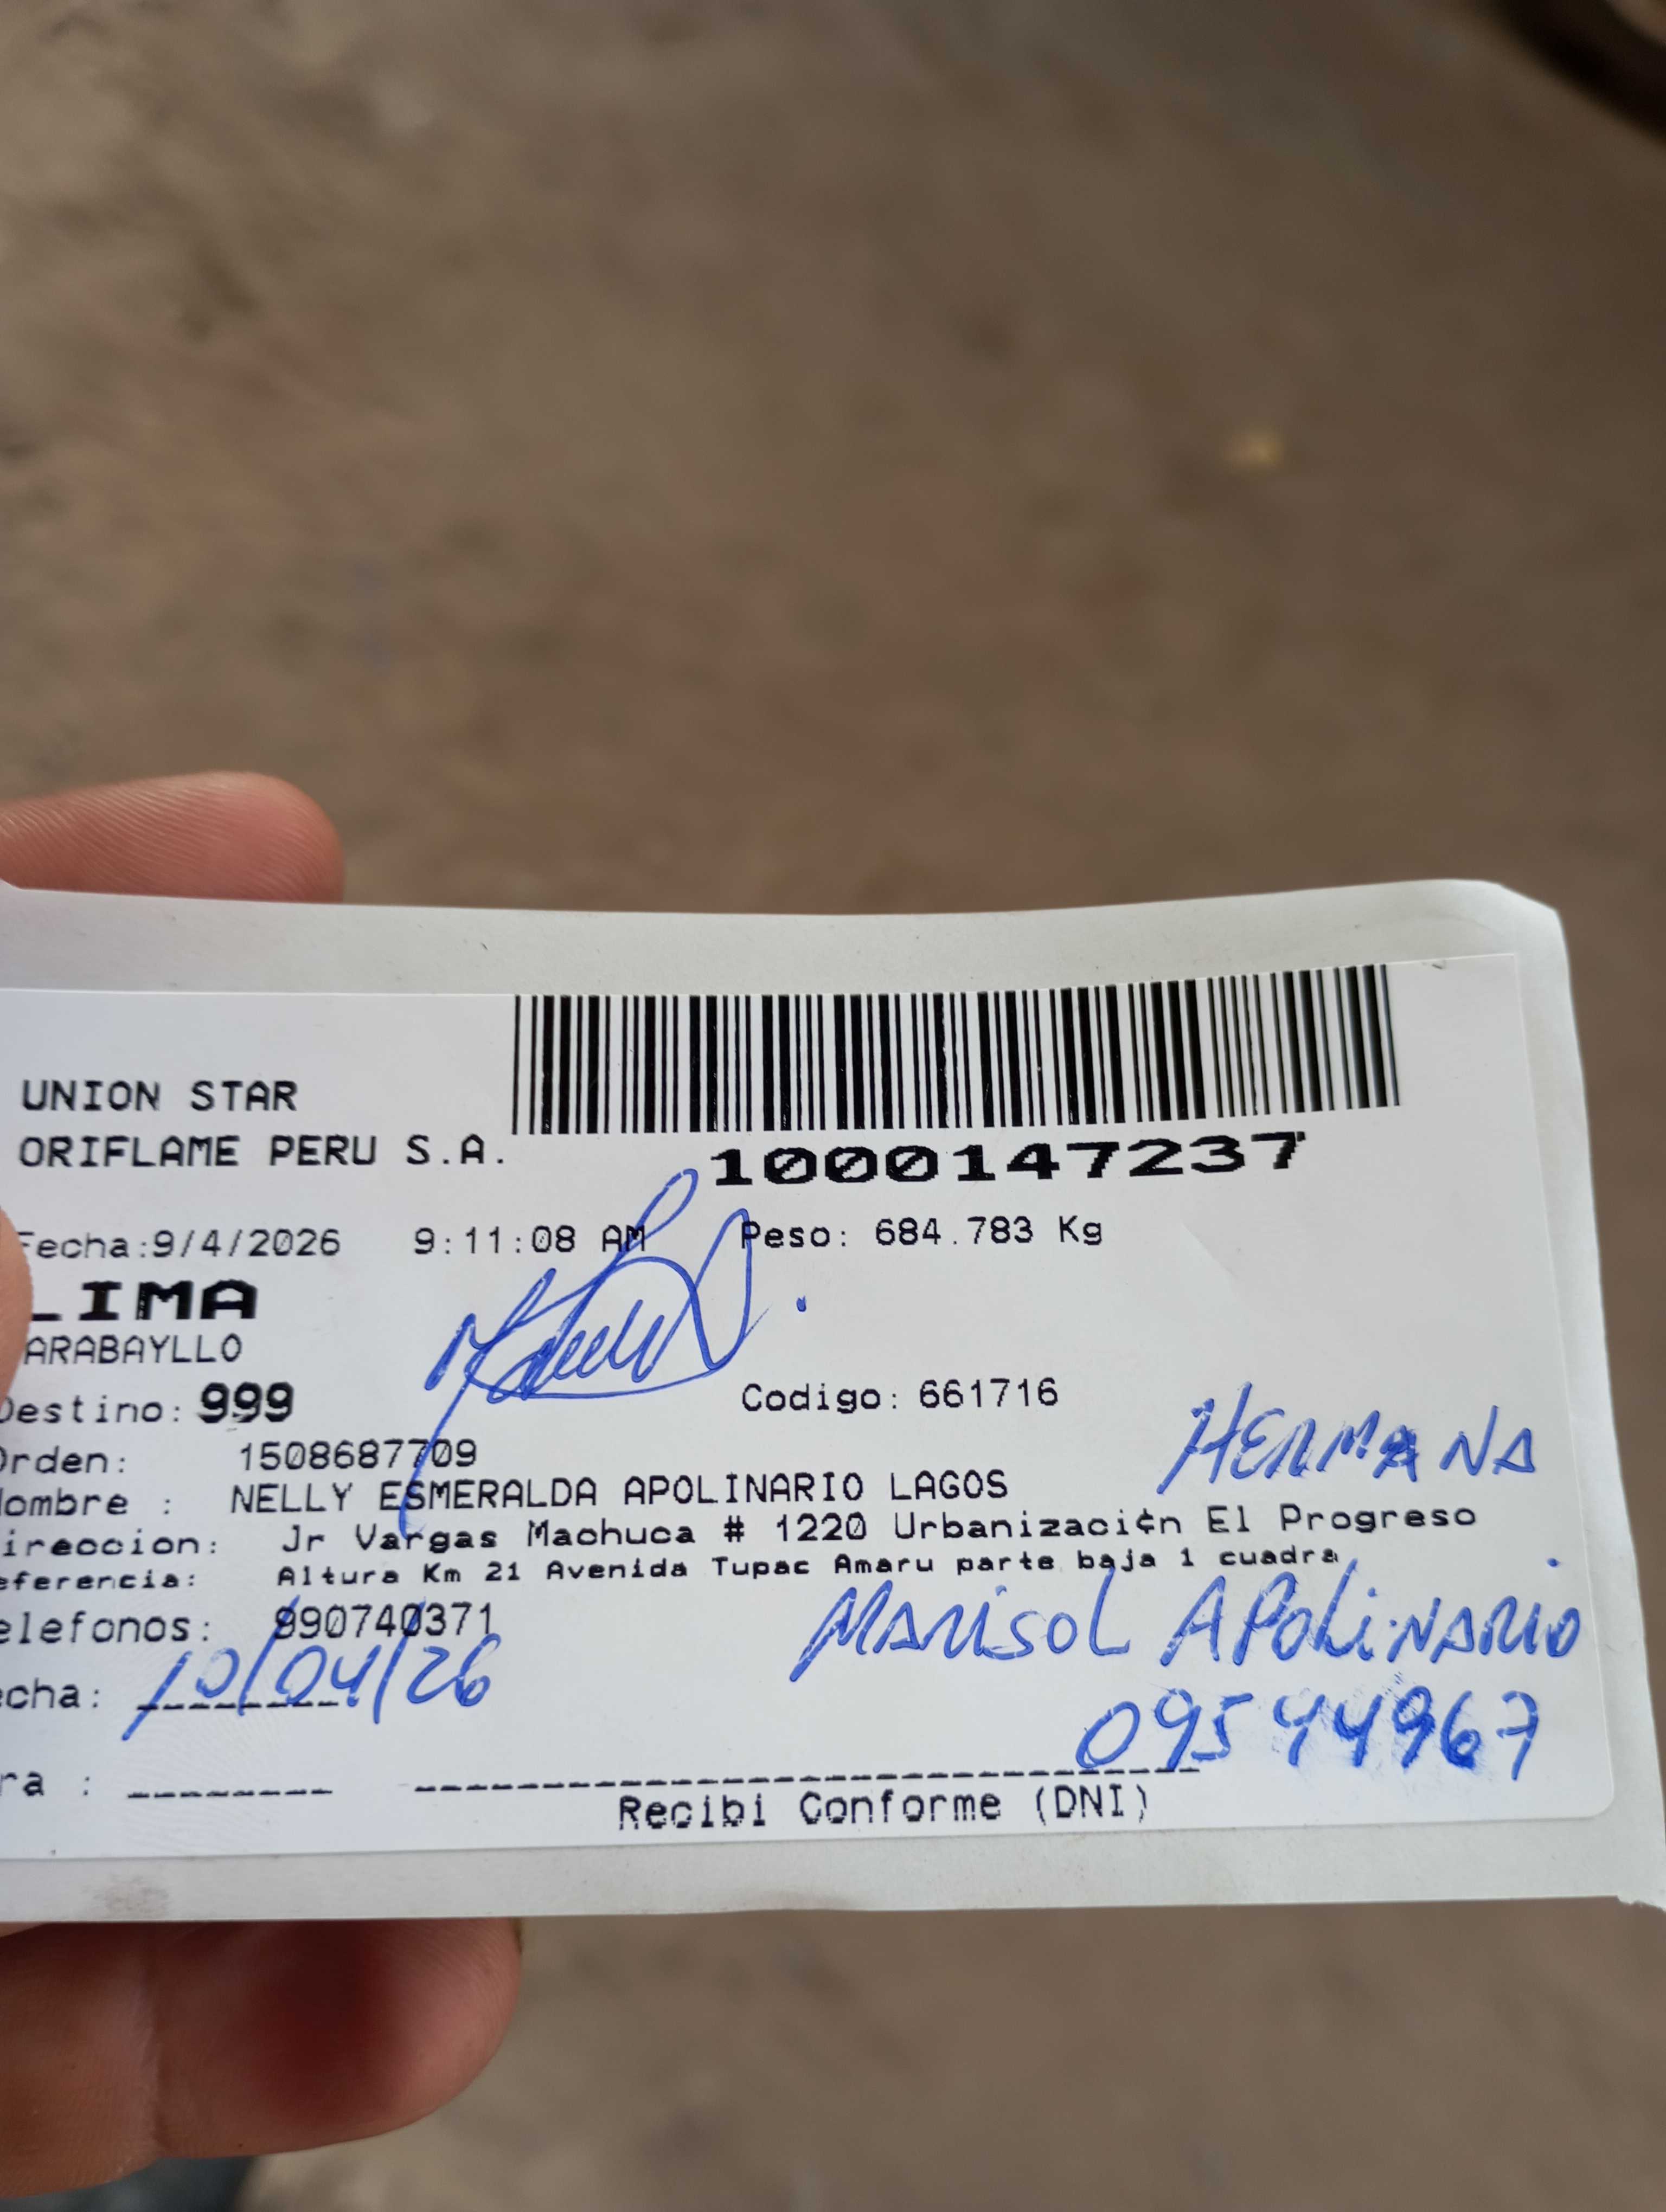 UNION STAR
ORIFLAME PERU S.A.
1000147237
Fecha:9/4/2026 9:11:08 AM Peso: 684.783 Kg
LIMA
ARABAYLLO
Destino: 999 Codigo: 661716
HERMANA
Orden: 1508687709
Nombre : NELLY ESMERALDA APOLINARIO LAGOS
ireccion: Jr Vargas Machuca # 1220 Urbanizaci¢n El Progreso
eferencia: Altura Km 21 Avenida Tupac Amaru parte baja 1 cuadra
elefonos: 990740371
MARISOL APOLINARIO
echa: 10/04/26
09544967
ra :
Recibi Conforme (DNI)